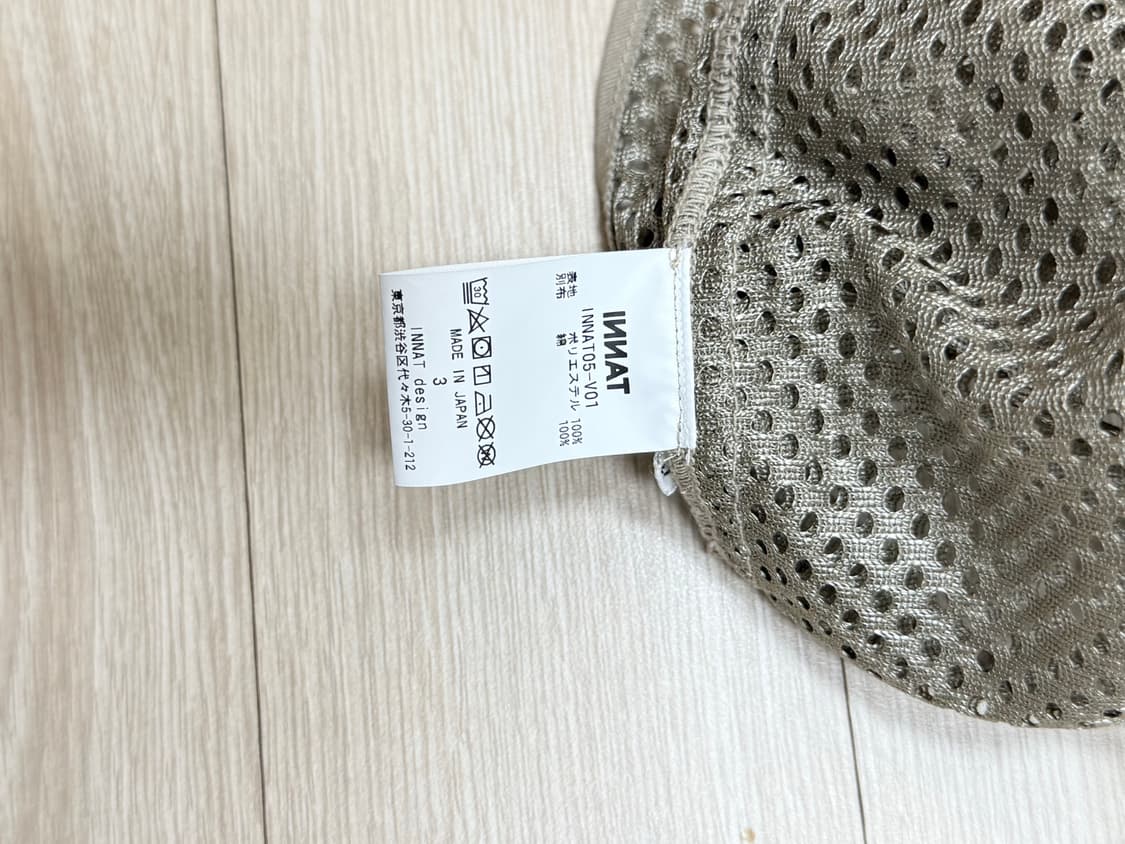 INNAT
INNAT05-V01
表地 ポリエステル 100%
別布 綿 100%
30
MADE IN JAPAN
3
INNAT design
東京都渋谷区代々木5-30-1-212